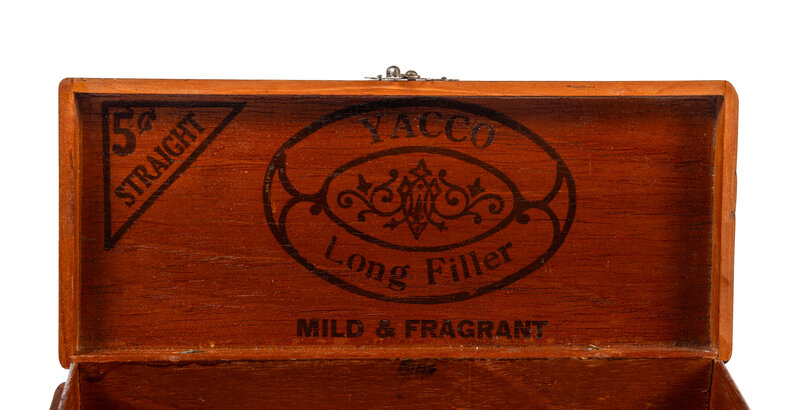 5¢
STRAIGHT
YACCO
Long Filler
MILD & FRAGRANT